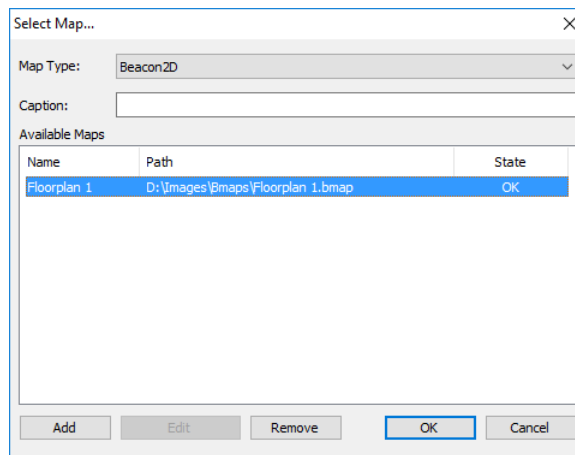 Select Map...
Map Type: Beacon2D
Caption:
Available Maps
Name Path State
Floorplan 1 D:\Images\Bmaps\Floorplan 1.bmap OK
Add Edit Remove OK Cancel